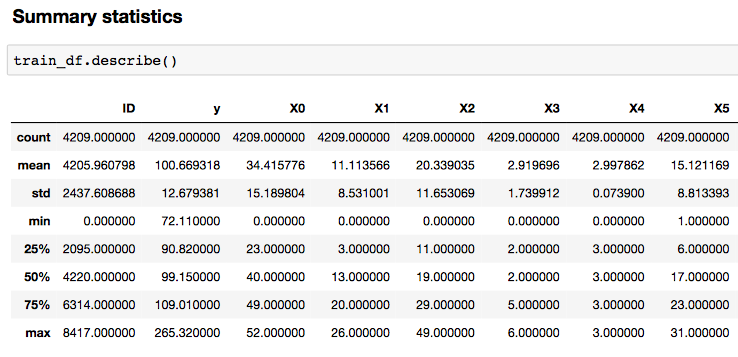 Summary statistics
train_df.describe()
ID y X0 X1 X2 X3 X4 X5
count 4209.000000 4209.000000 4209.000000 4209.000000 4209.000000 4209.000000 4209.000000 4209.000000
mean 4205.960798 100.669318 34.415776 11.113566 20.339035 2.919696 2.997862 15.121169
std 2437.608688 12.679381 15.189804 8.531001 11.653069 1.739912 0.073900 8.813393
min 0.000000 72.110000 0.000000 0.000000 0.000000 0.000000 0.000000 1.000000
25% 2095.000000 90.820000 23.000000 3.000000 11.000000 2.000000 3.000000 6.000000
50% 4220.000000 99.150000 40.000000 13.000000 19.000000 2.000000 3.000000 17.000000
75% 6314.000000 109.010000 49.000000 20.000000 29.000000 5.000000 3.000000 23.000000
max 8417.000000 265.320000 52.000000 26.000000 49.000000 6.000000 3.000000 31.000000